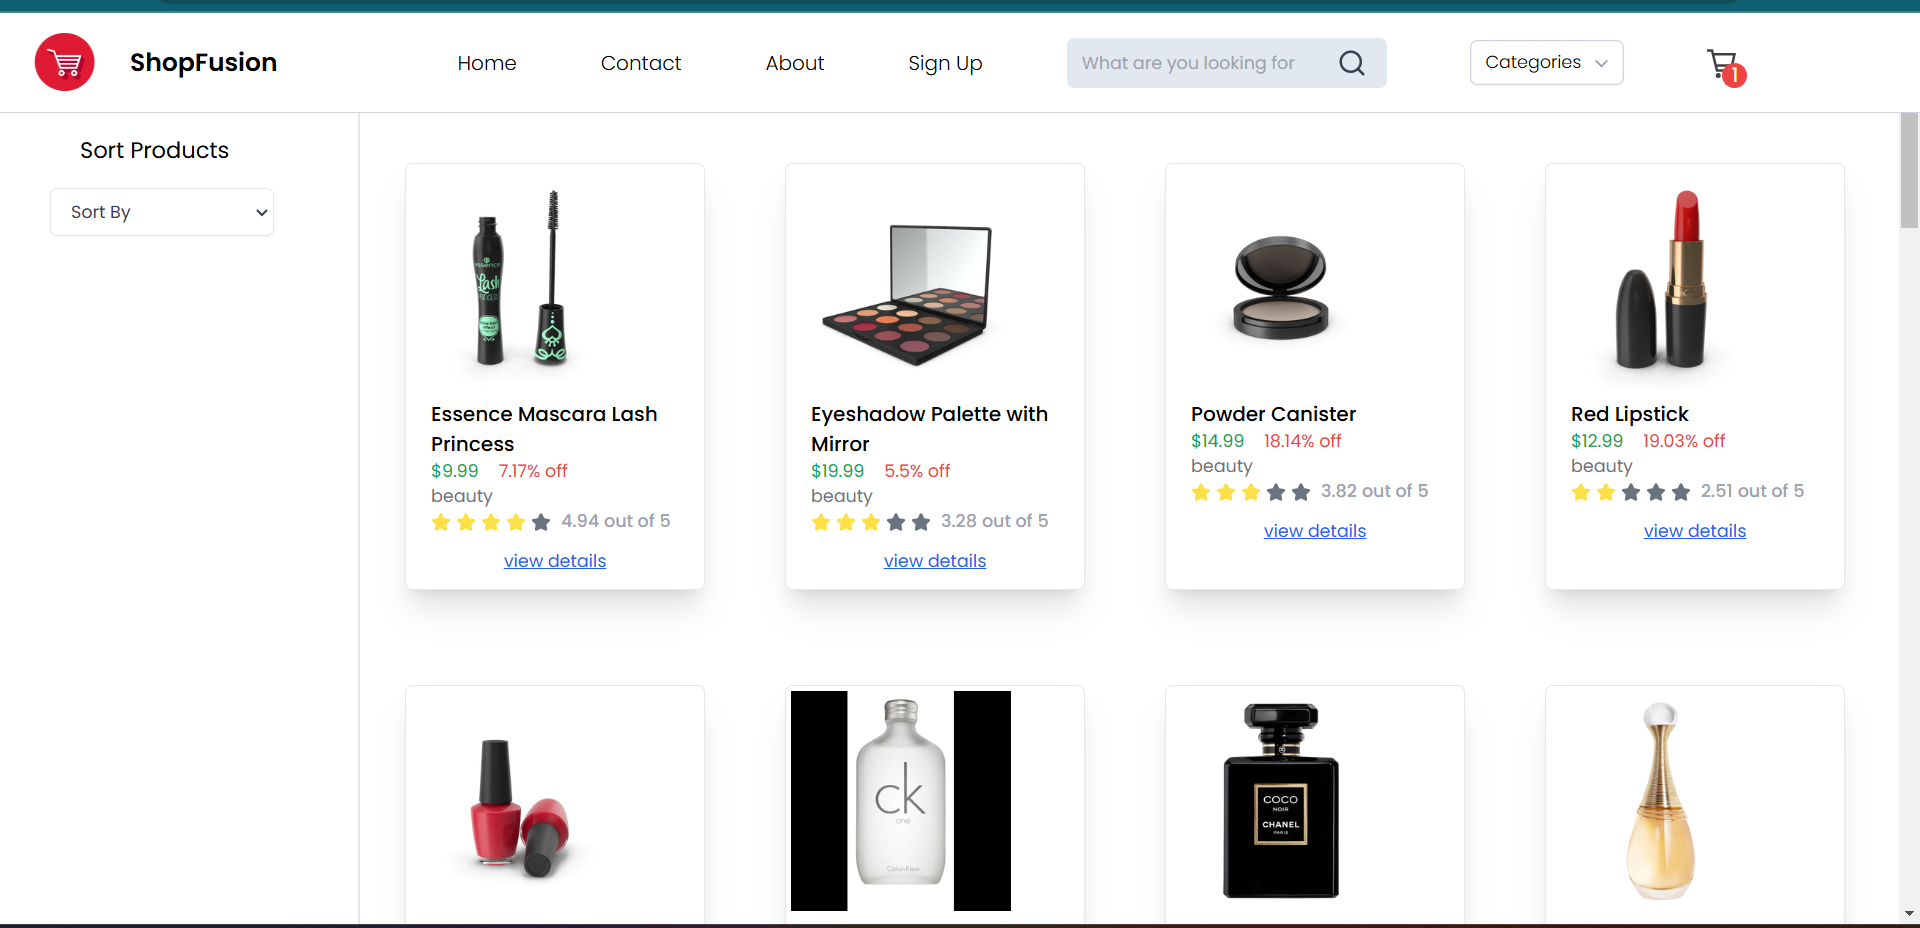 ShopFusion
Home
Contact
About
Sign Up
What are you looking for
Categories
1
Sort Products
Sort By
essence
Lash
PRINCESS
Essence Mascara Lash
Princess
$9.99 7.17% off
beauty
4.94 out of 5
view details
Eyeshadow Palette with
Mirror
$19.99 5.5% off
beauty
3.28 out of 5
view details
Powder Canister
$14.99 18.14% off
beauty
3.82 out of 5
view details
Red Lipstick
$12.99 19.03% off
beauty
2.51 out of 5
view details
ck
one
Calvin Klein
COCO
NOIR
CHANEL
PARIS